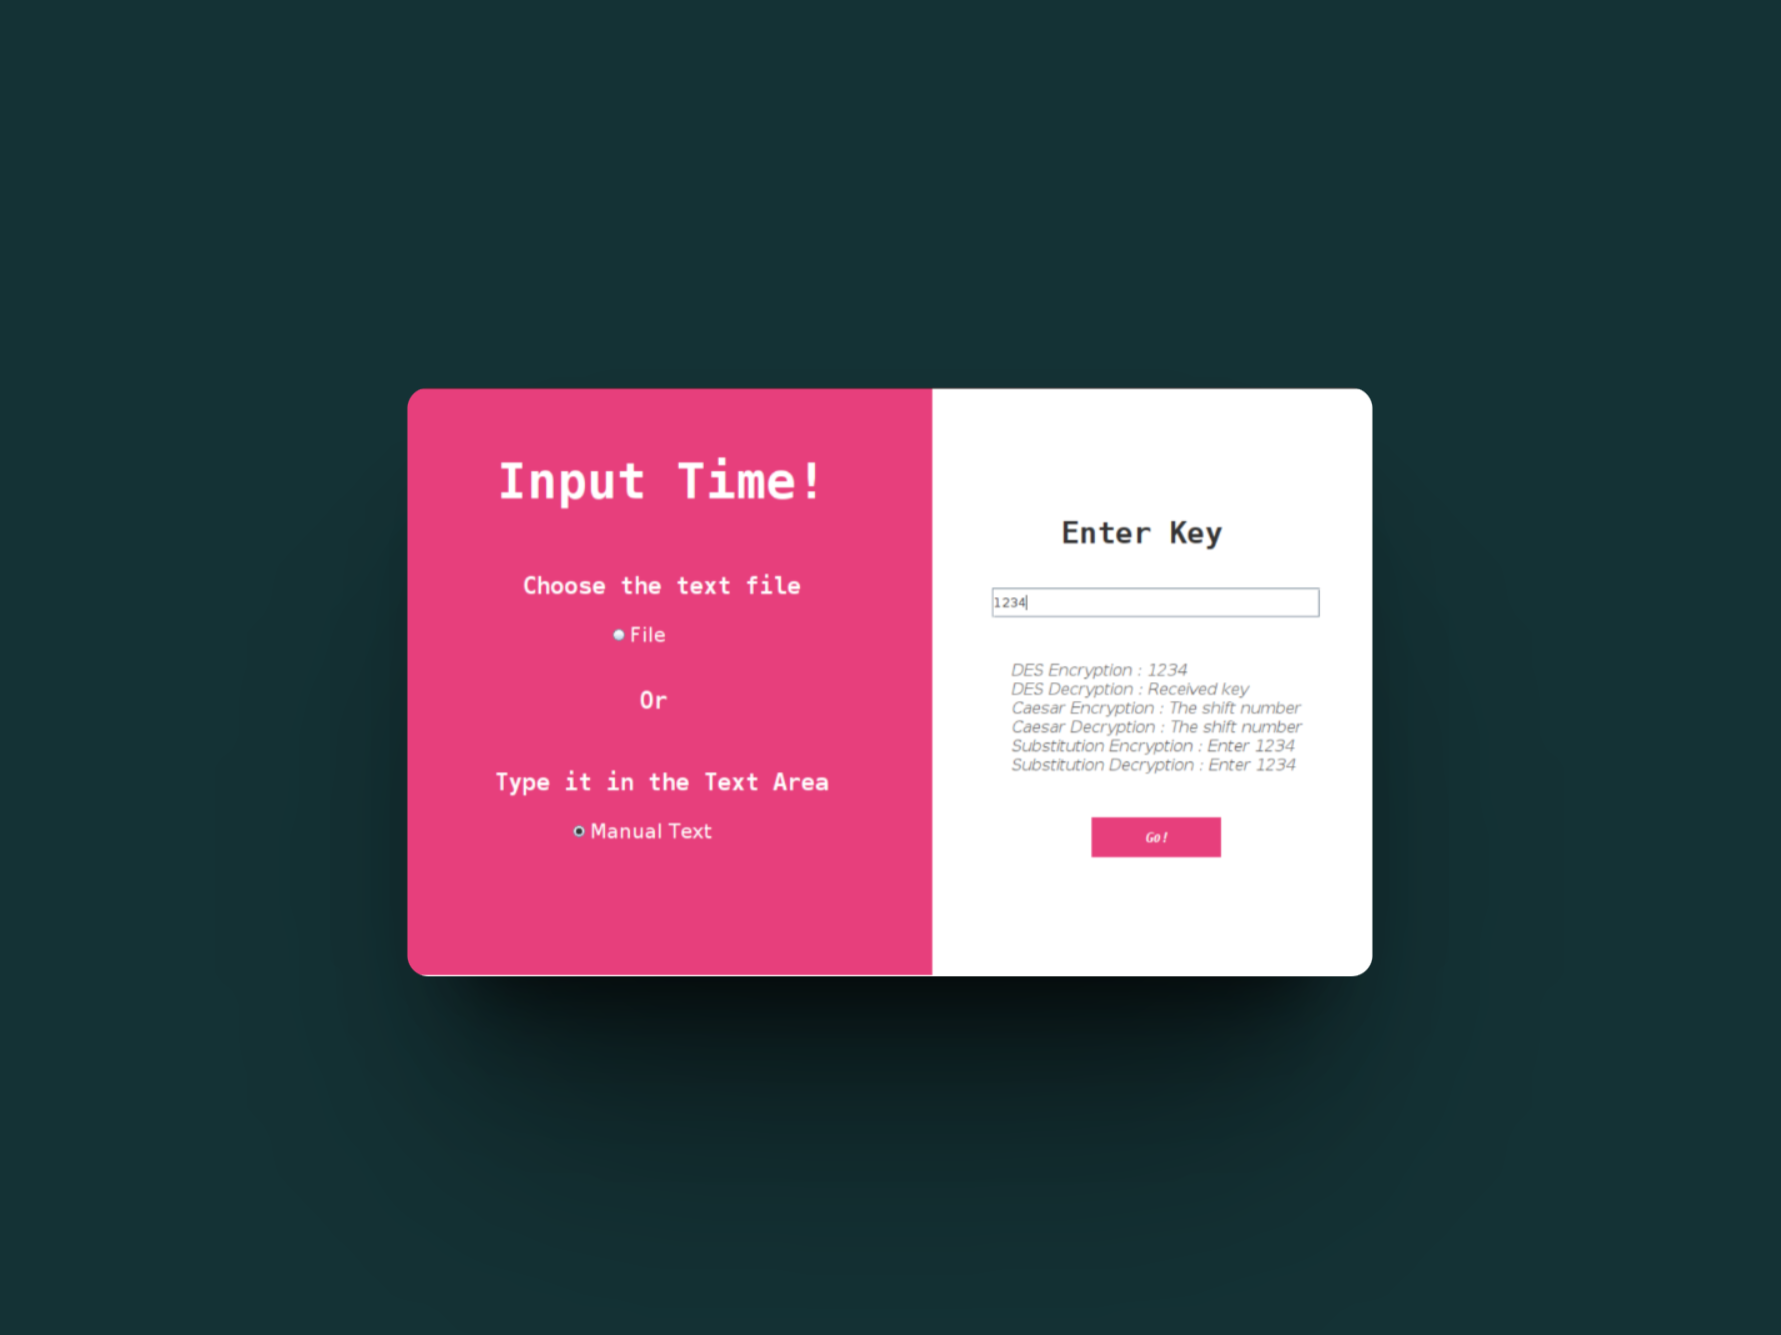 Input Time!
Choose the text file
File
Or
Type it in the Text Area
Manual Text
Enter Key
1234
DES Encryption : 1234
DES Decryption : Received key
Caesar Encryption : The shift number
Caesar Decryption : The shift number
Substitution Encryption : Enter 1234
Substitution Decryption : Enter 1234
Go!